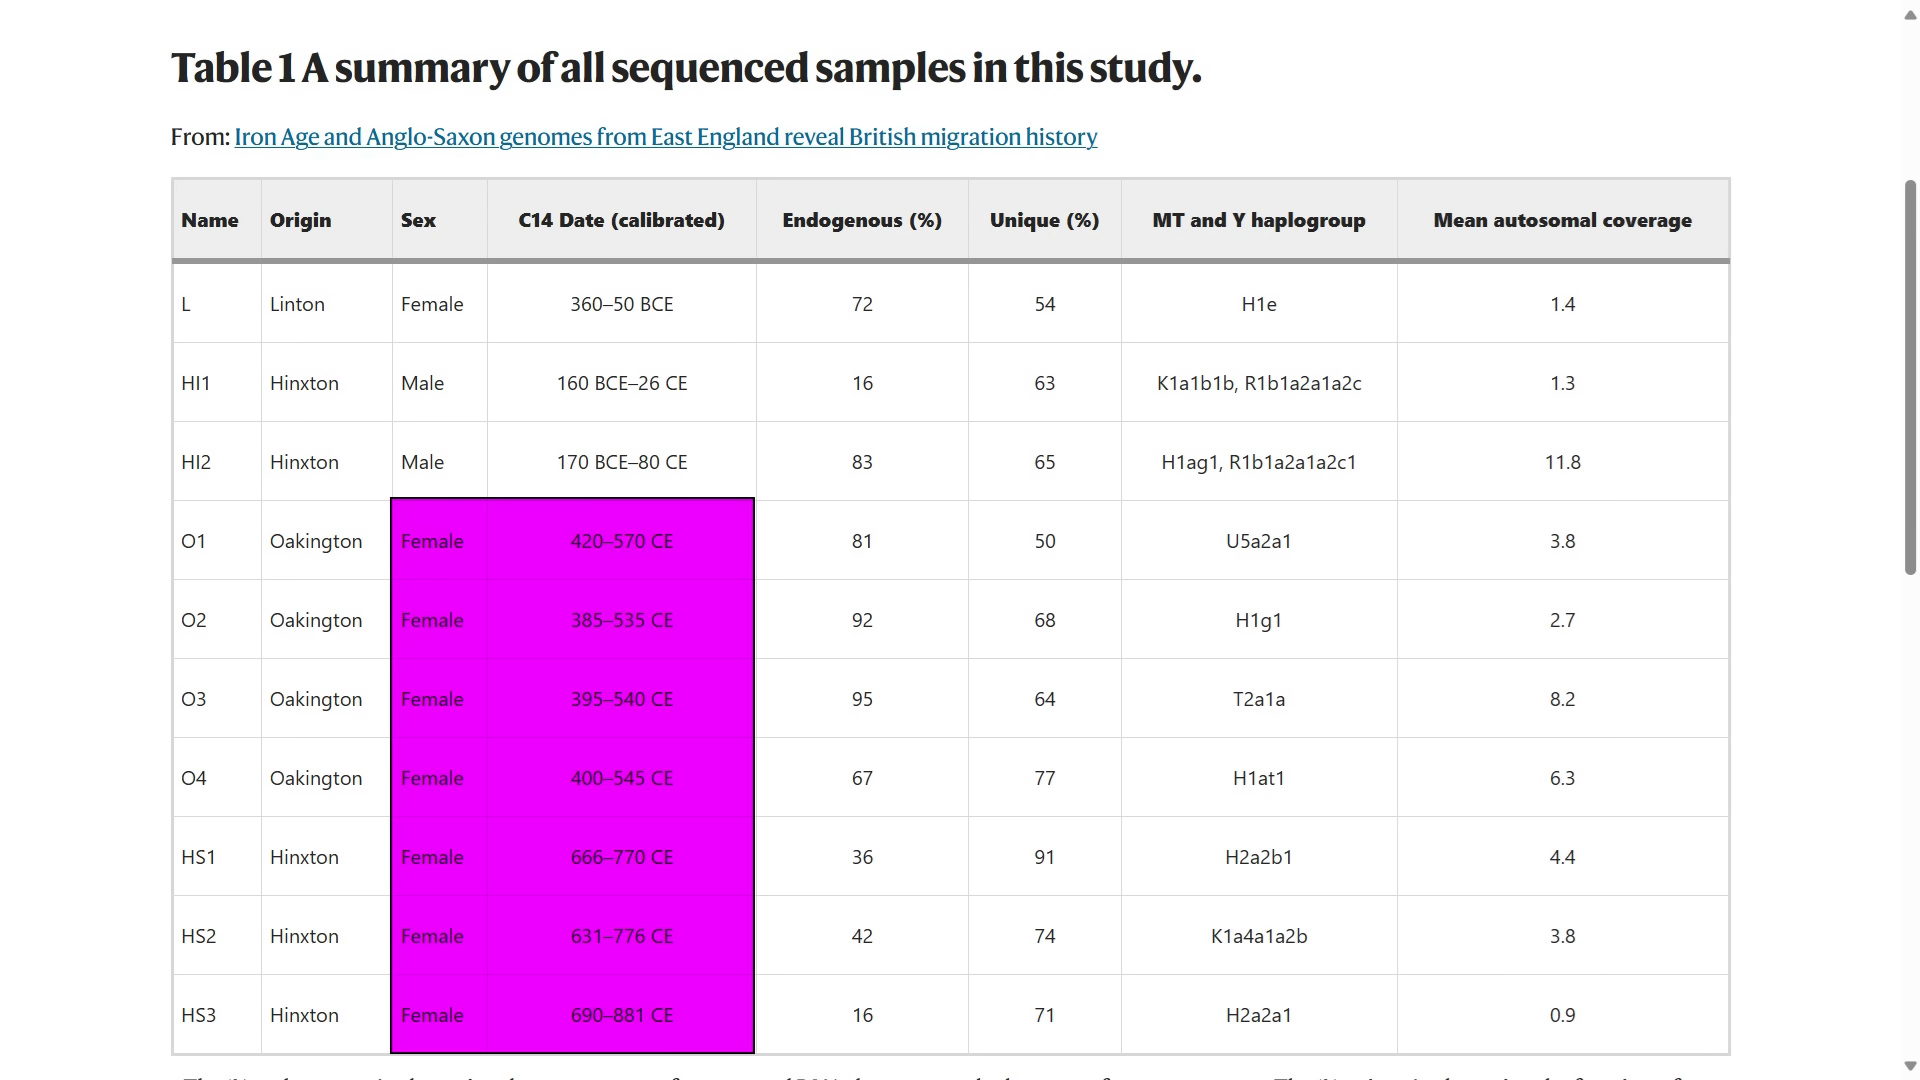 Table 1 A summary of all sequenced samples in this study.
From: Iron Age and Anglo-Saxon genomes from East England reveal British migration history
Name Origin Sex C14 Date (calibrated) Endogenous (%) Unique (%) MT and Y haplogroup Mean autosomal coverage
L Linton Female 360–50 BCE 72 54 H1e 1.4
HI1 Hinxton Male 160 BCE–26 CE 16 63 K1a1b1b, R1b1a2a1a2c 1.3
HI2 Hinxton Male 170 BCE–80 CE 83 65 H1ag1, R1b1a2a1a2c1 11.8
O1 Oakington Female 420–570 CE 81 50 U5a2a1 3.8
O2 Oakington Female 385–535 CE 92 68 H1g1 2.7
O3 Oakington Female 395–540 CE 95 64 T2a1a 8.2
O4 Oakington Female 400–545 CE 67 77 H1at1 6.3
HS1 Hinxton Female 666–770 CE 36 91 H2a2b1 4.4
HS2 Hinxton Female 631–776 CE 42 74 K1a4a1a2b 3.8
HS3 Hinxton Female 690–881 CE 16 71 H2a2a1 0.9